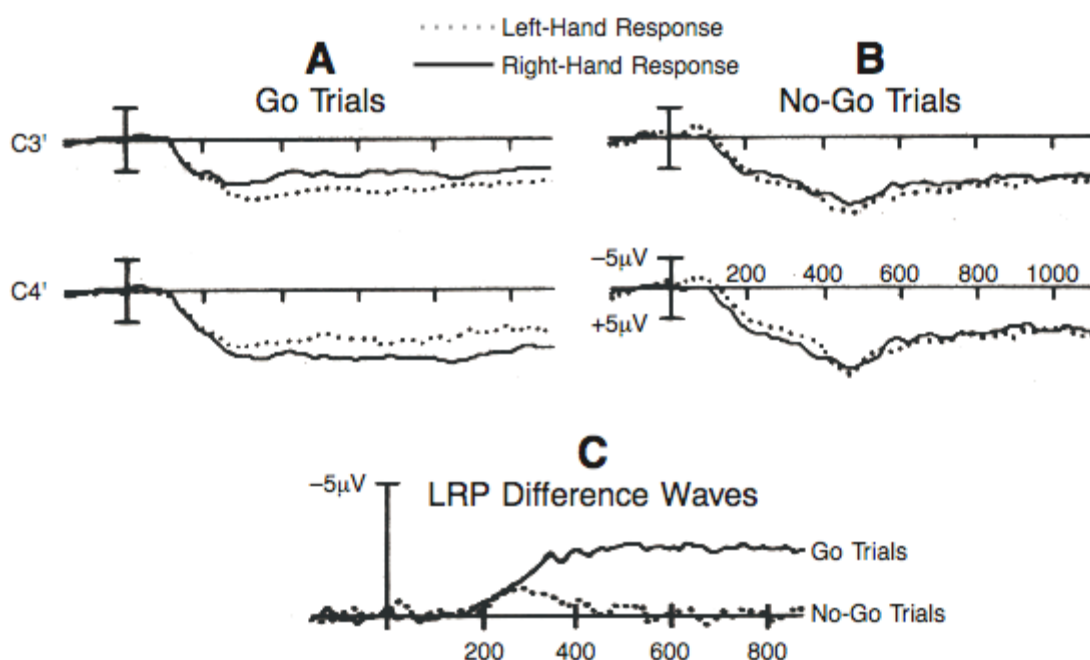 Left-Hand Response
Right-Hand Response
A
Go Trials
B
No-Go Trials
C3'
C4'
−5µV
+5µV
200 400 600 800 1000
C
LRP Difference Waves
−5µV
Go Trials
No-Go Trials
200 400 600 800